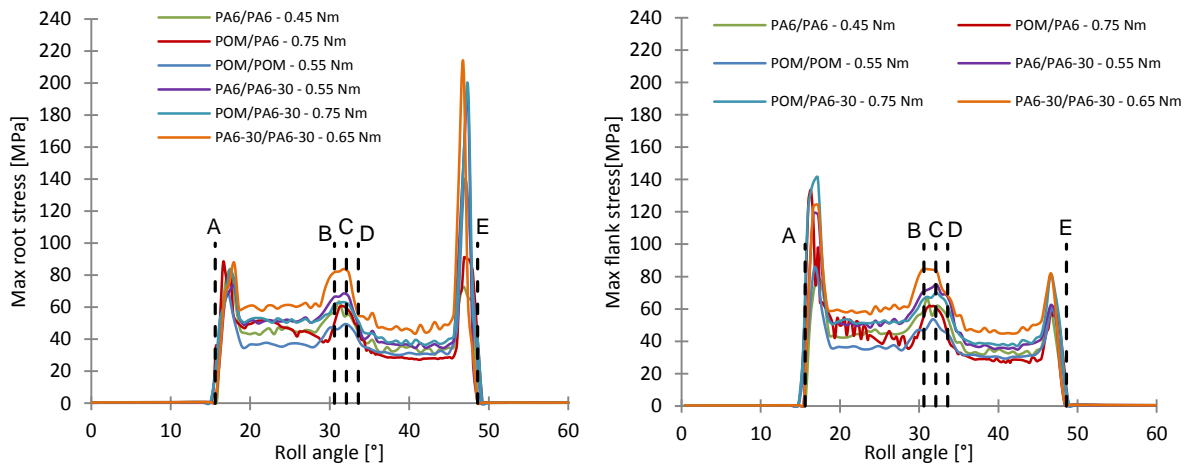 Max root stress [MPa]
240
220
200
180
160
140
120
100
80
60
40
20
0
PA6/PA6 - 0.45 Nm
POM/PA6 - 0.75 Nm
POM/POM - 0.55 Nm
PA6/PA6-30 - 0.55 Nm
POM/PA6-30 - 0.75 Nm
PA6-30/PA6-30 - 0.65 Nm
A
B
C
D
E
0 10 20 30 40 50 60
Roll angle [°]
Max flank stress[MPa]
240
220
200
180
160
140
120
100
80
60
40
20
0
PA6/PA6 - 0.45 Nm
POM/PA6 - 0.75 Nm
POM/POM - 0.55 Nm
PA6/PA6-30 - 0.55 Nm
POM/PA6-30 - 0.75 Nm
PA6-30/PA6-30 - 0.65 Nm
A
B
C
D
E
0 10 20 30 40 50 60
Roll angle [°]